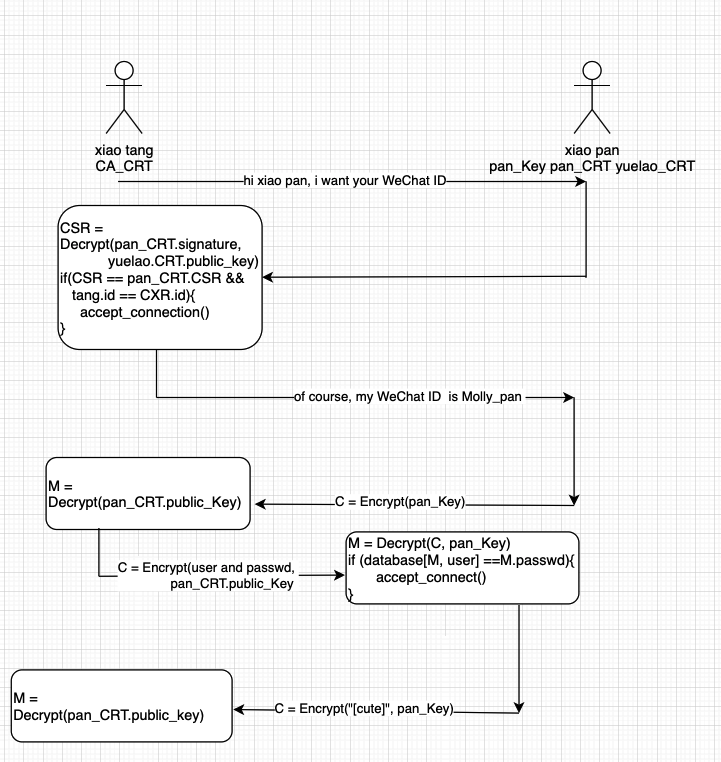 xiao tang
CA_CRT
xiao pan
pan_Key pan_CRT yuelao_CRT
hi xiao pan, i want your WeChat ID
CSR =
Decrypt(pan_CRT.signature,
yuelao.CRT.public_key)
if(CSR == pan_CRT.CSR &&
tang.id == CXR.id){
accept_connection()
}
of course, my WeChat ID is Molly_pan
M =
Decrypt(pan_CRT.public_Key)
C = Encrypt(pan_Key)
C = Encrypt(user and passwd,
pan_CRT.public_Key
M = Decrypt(C, pan_Key)
if (database[M, user] ==M.passwd){
accept_connect()
}
M =
Decrypt(pan_CRT.public_key)
C = Encrypt("[cute]", pan_Key)